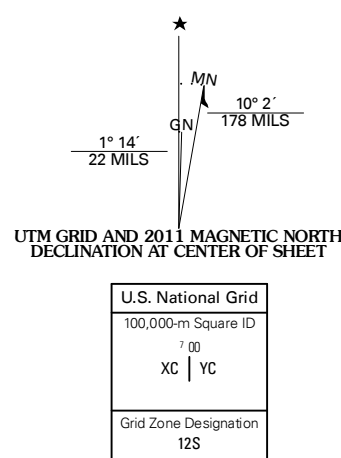 ★
MN
GN
10° 2´
178 MILS
1° 14´
22 MILS
UTM GRID AND 2011 MAGNETIC NORTH
DECLINATION AT CENTER OF SHEET
U.S. National Grid
100,000-m Square ID
7 00
XC | YC
Grid Zone Designation
12S